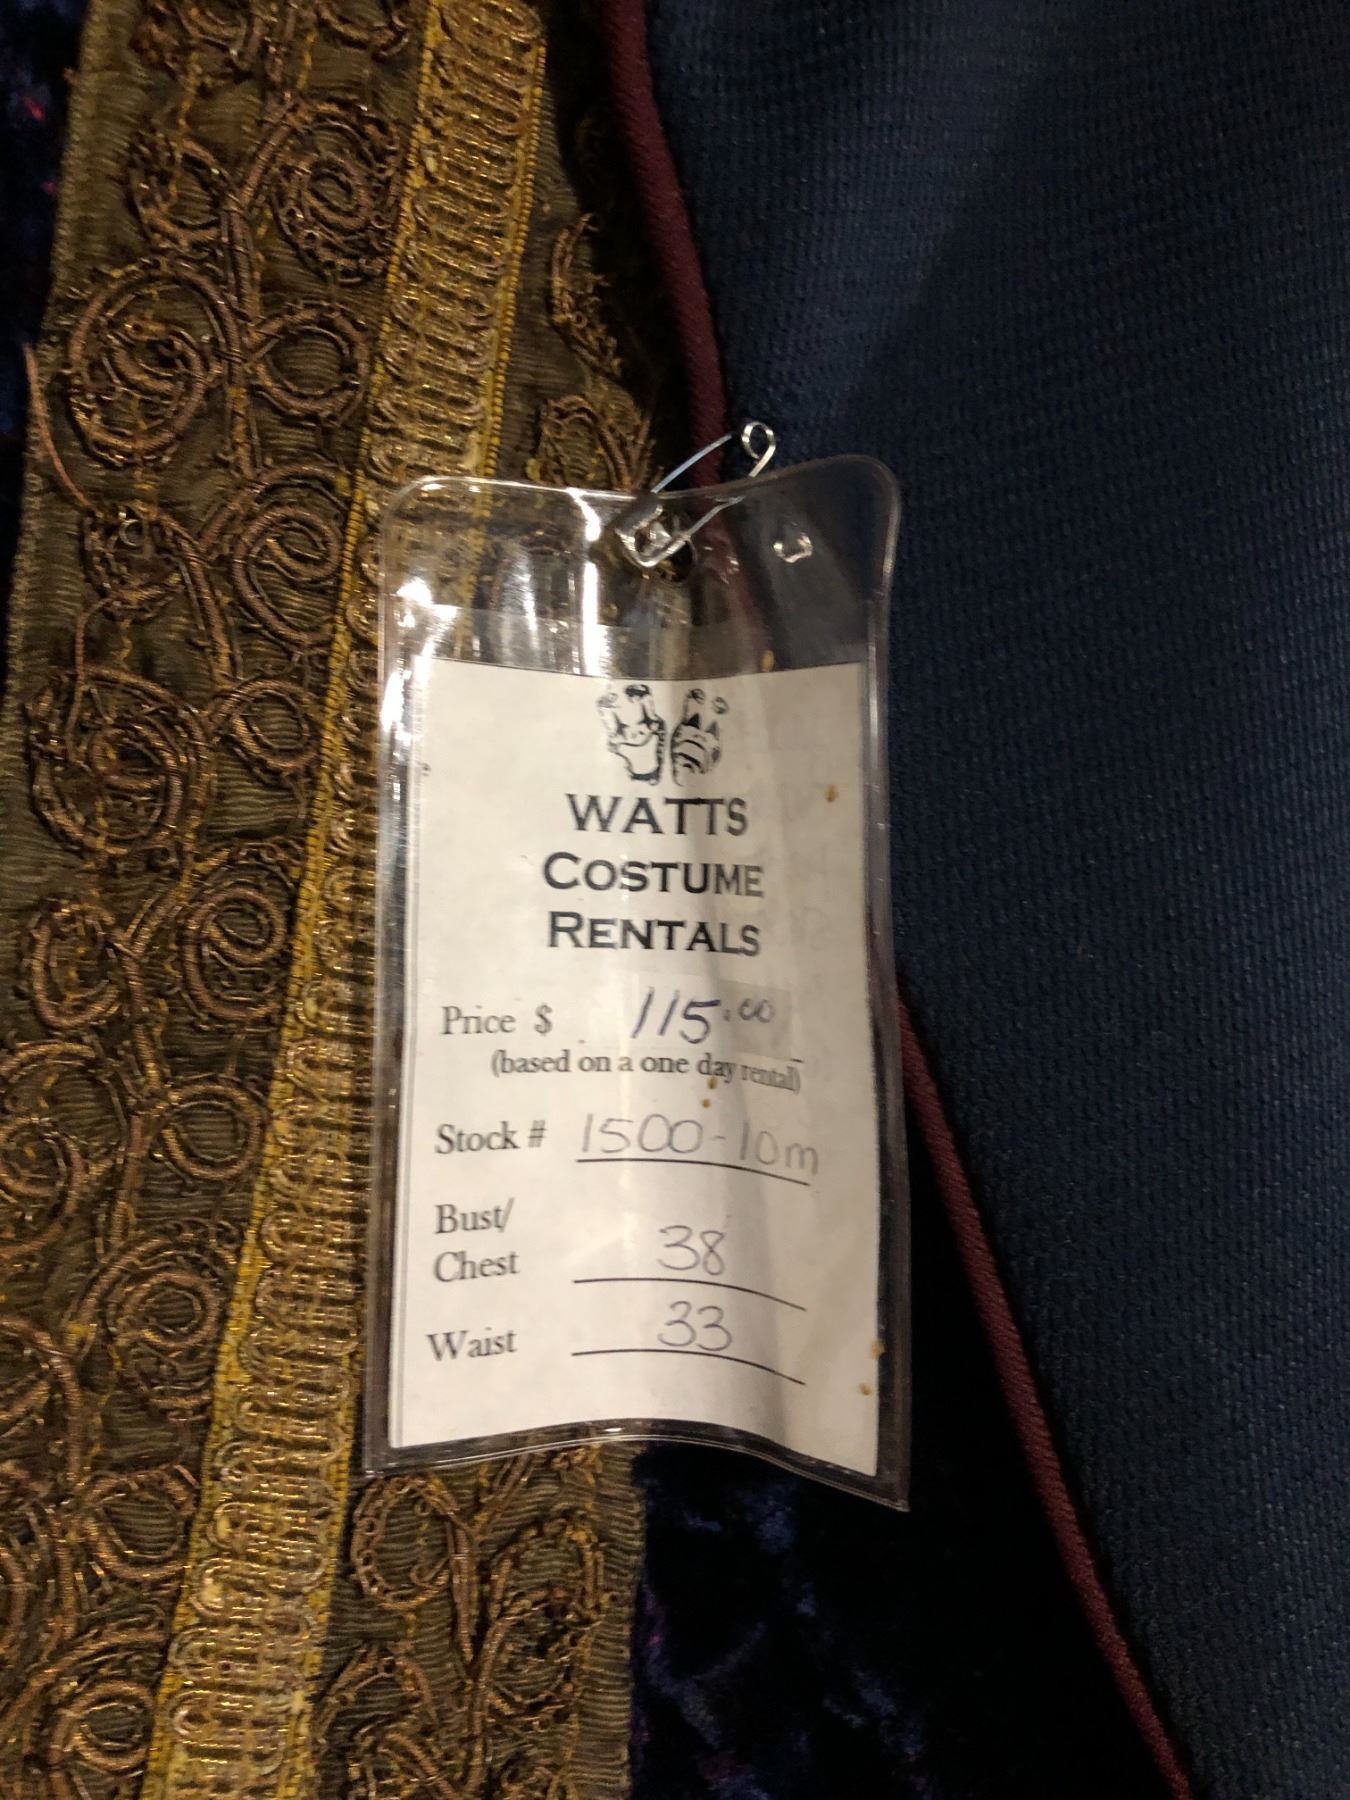 WATTS
COSTUME
RENTALS
Price $ 115.00
(based on a one day rental)
Stock # 1500-10m
Bust/
Chest 38
Waist 33